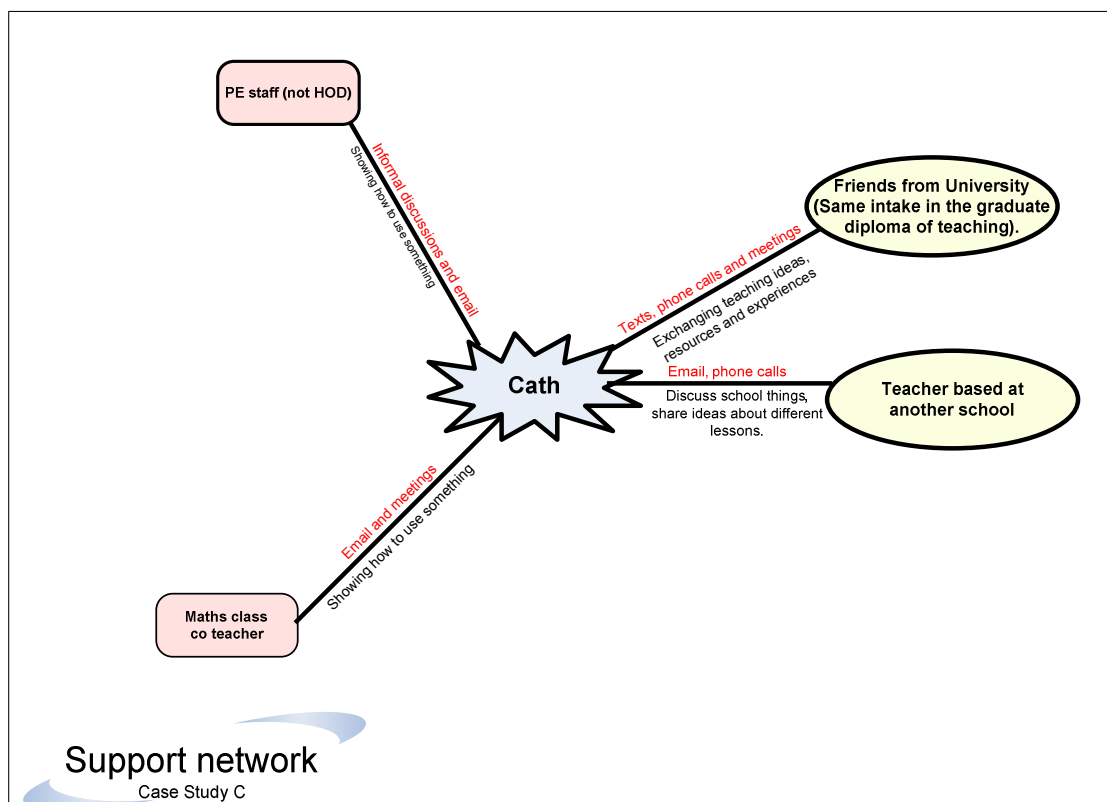 PE staff (not HOD)
Informal discussions and email
Showing how to use something
Friends from University
(Same intake in the graduate
diploma of teaching).
Texts, phone calls and meetings
Exchanging teaching ideas,
resources and experiences
Cath
Email, phone calls
Discuss school things,
share ideas about different
lessons.
Teacher based at
another school
Email and meetings
Showing how to use something
Maths class
co teacher
Support network
Case Study C